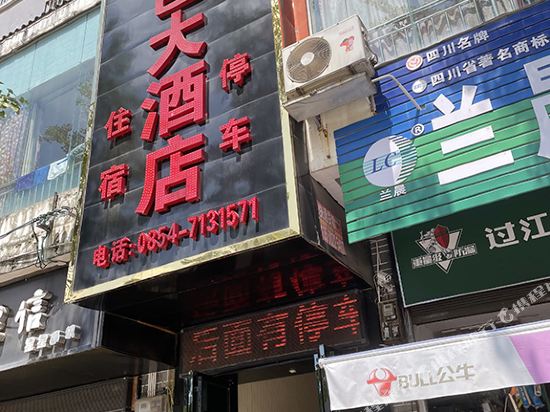 大酒店
住宿
停车
电话:0854-7131571
后面有停车
四川名牌
四川省著名商标
兰
LC
®
兰晨
过江
BULL公牛
信